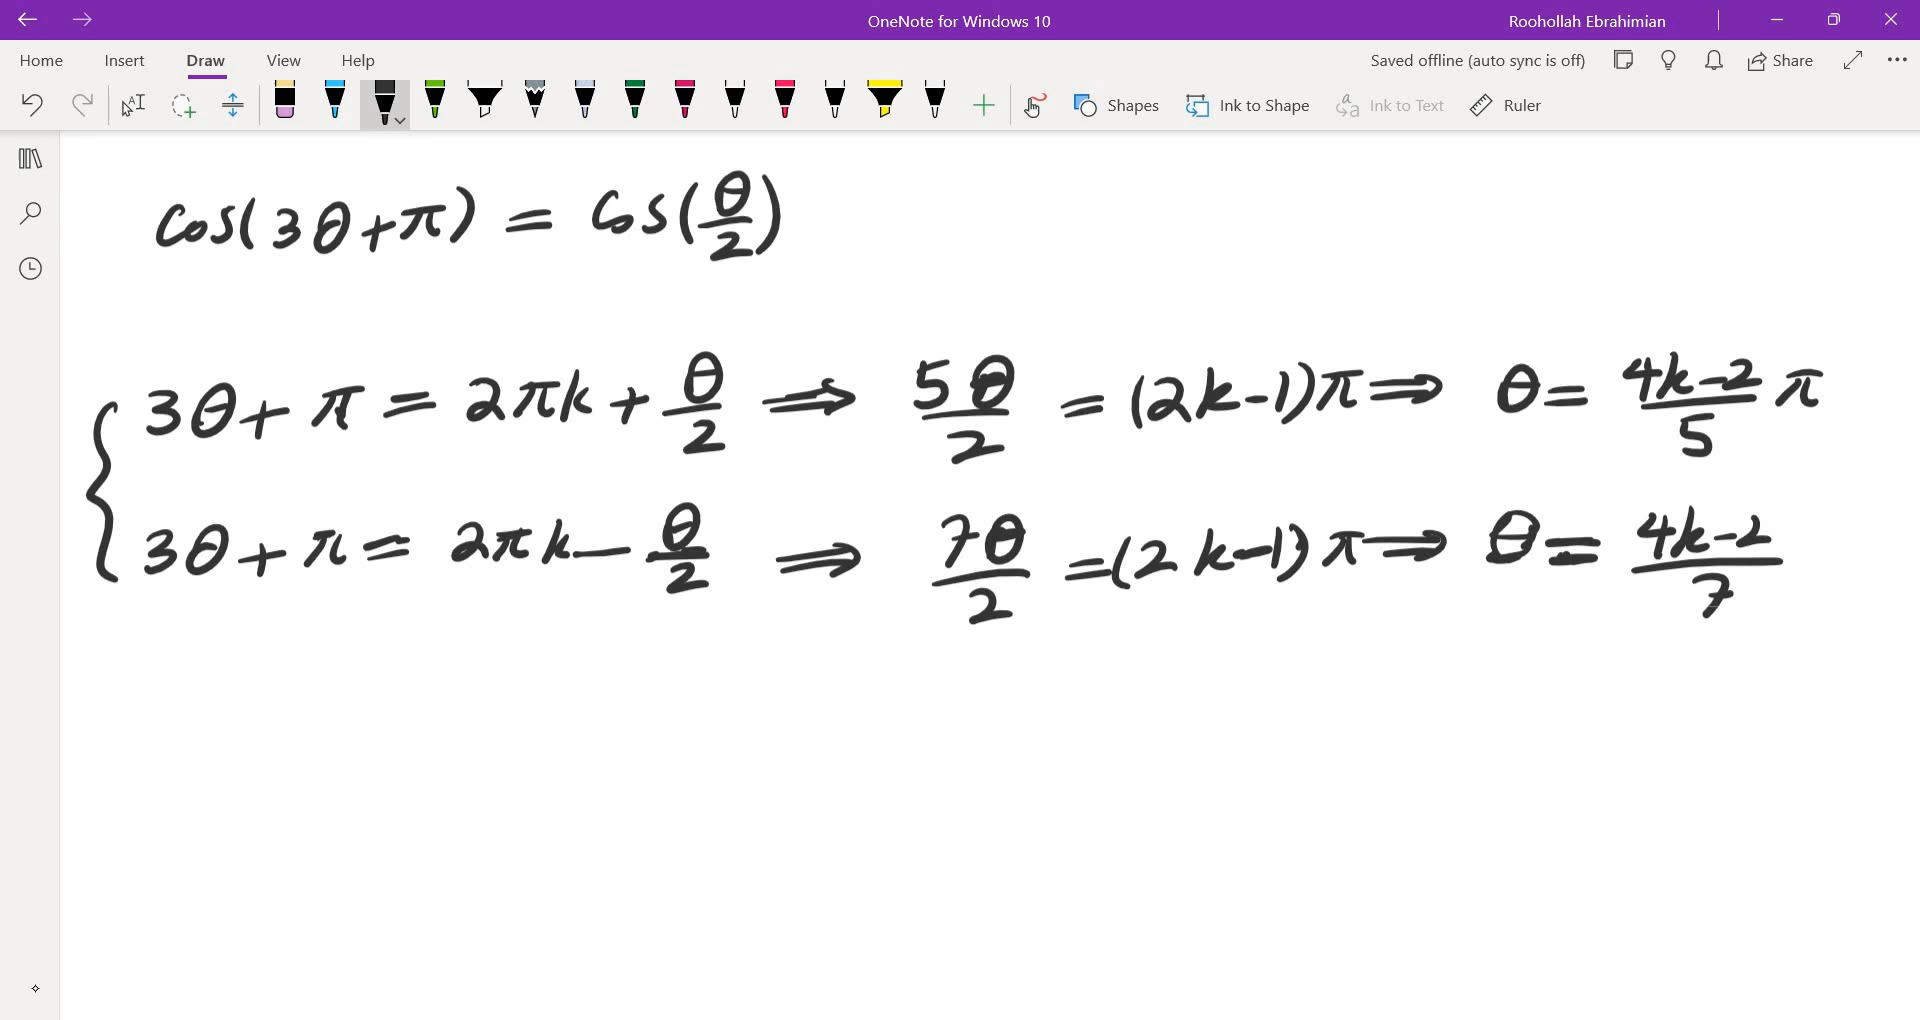 OneNote for Windows 10 Roohollah Ebrahimian
Home Insert Draw View Help Saved offline (auto sync is off) Share
Shapes Ink to Shape Ink to Text Ruler
cos(3θ+π) = cos(θ/2)
3θ+π = 2πk + θ/2 ⟹ 5θ/2 = (2k-1)π ⟹ θ = (4k-2)/5 π
3θ+π = 2πk - θ/2 ⟹ 7θ/2 = (2k-1)π ⟹ θ = (4k-2)/7